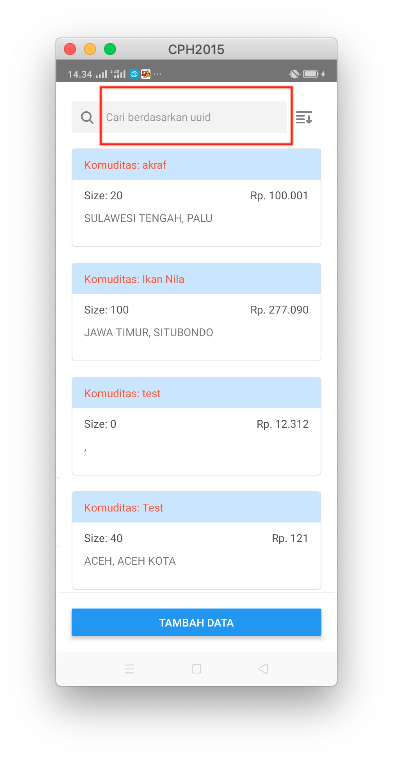 CPH2015
14.34
Cari berdasarkan uuid
Komuditas: akraf
Size: 20 Rp. 100.001
SULAWESI TENGAH, PALU
Komuditas: Ikan Nila
Size: 100 Rp. 277.090
JAWA TIMUR, SITUBONDO
Komuditas: test
Size: 0 Rp. 12.312
,
Komuditas: Test
Size: 40 Rp. 121
ACEH, ACEH KOTA
TAMBAH DATA